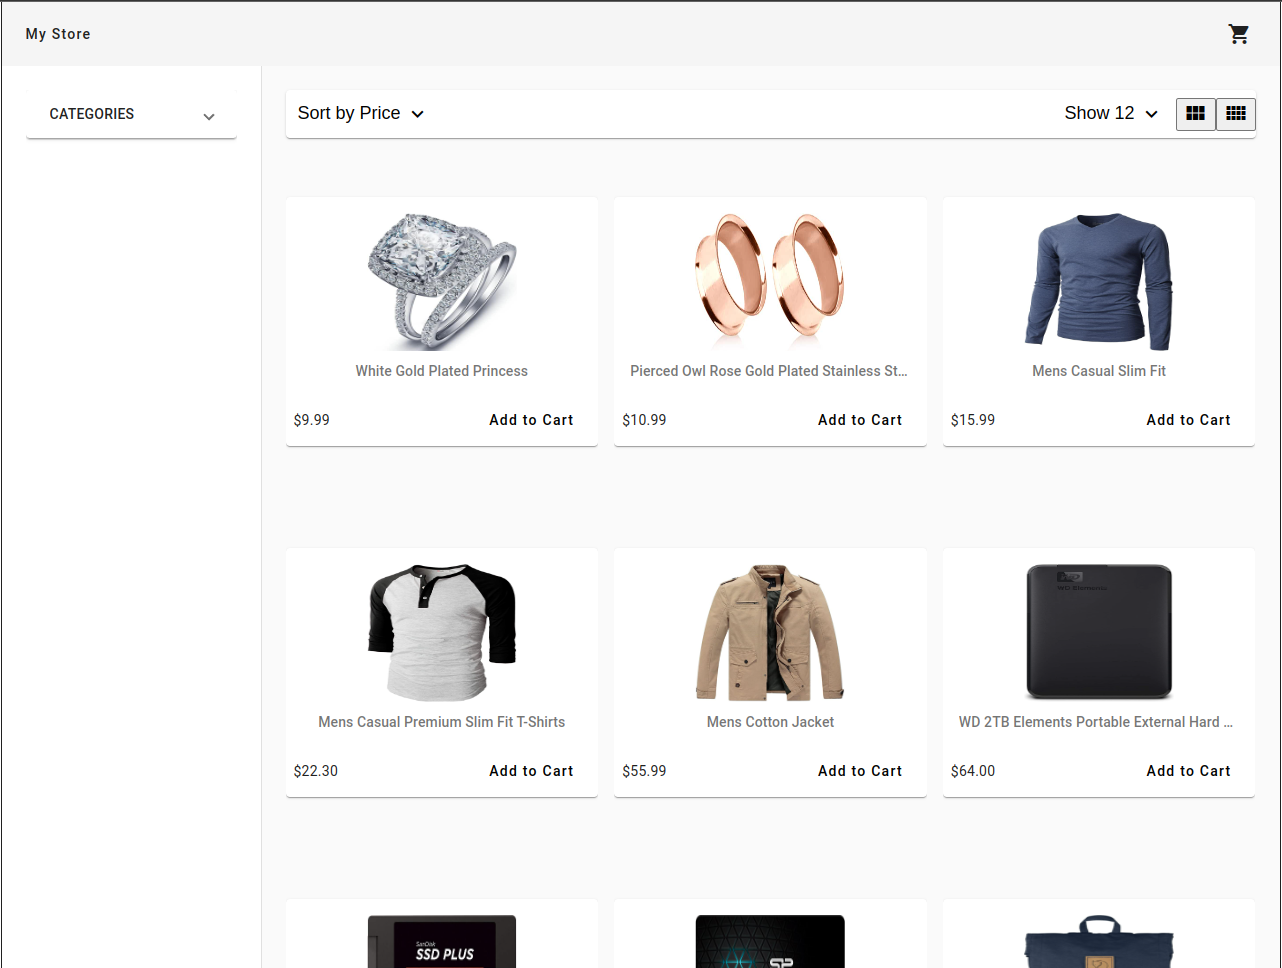 My Store
CATEGORIES
Sort by Price
Show 12
White Gold Plated Princess
$9.99
Add to Cart
Pierced Owl Rose Gold Plated Stainless St...
$10.99
Add to Cart
Mens Casual Slim Fit
$15.99
Add to Cart
Mens Casual Premium Slim Fit T-Shirts
$22.30
Add to Cart
Mens Cotton Jacket
$55.99
Add to Cart
WD Elements
WD 2TB Elements Portable External Hard ...
$64.00
Add to Cart
SanDisk
SSD PLUS
SP